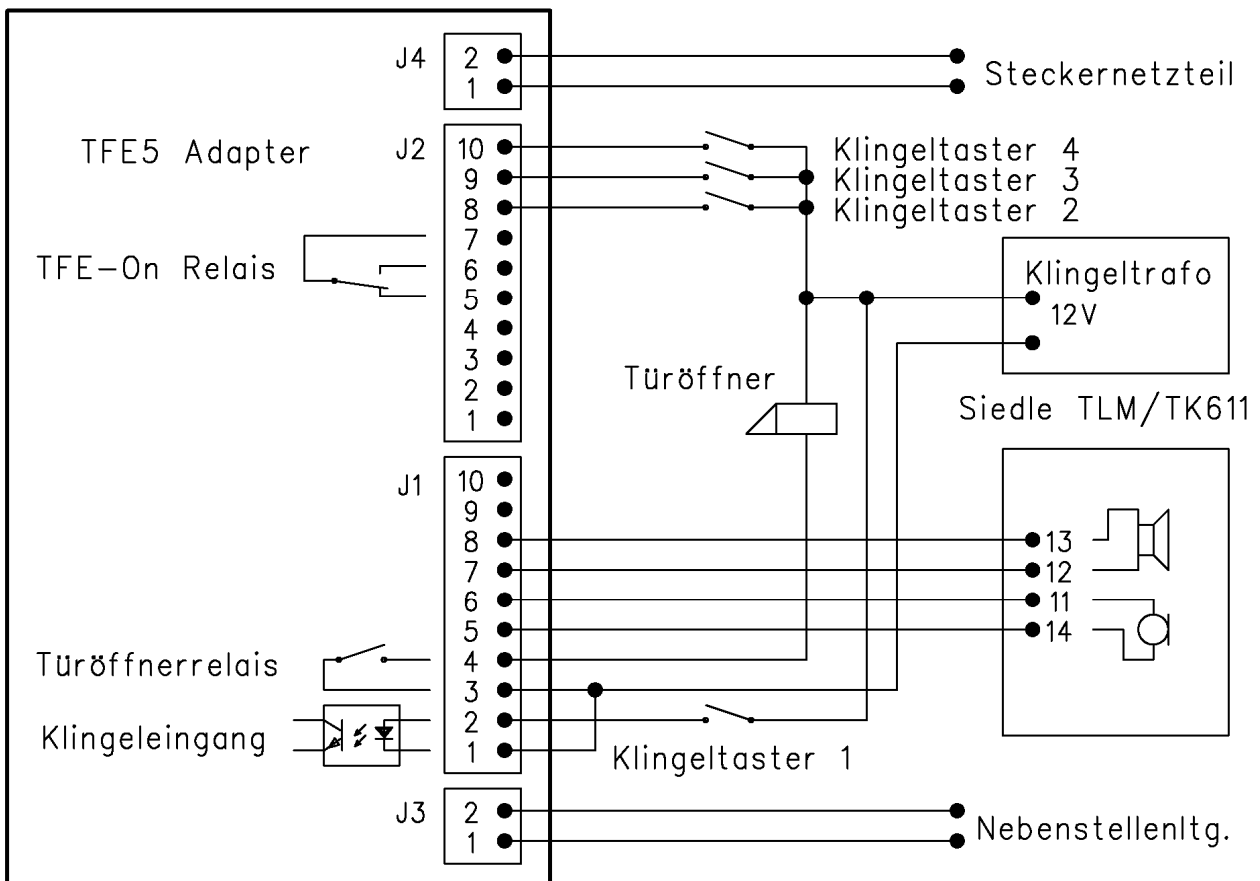 J4
2
1
Steckernetzteil
TFE5 Adapter
J2
10
9
8
7
6
5
4
3
2
1
Klingeltaster 4
Klingeltaster 3
Klingeltaster 2
TFE-On Relais
Klingeltrafo
12V
Türöffner
Siedle TLM/TK611
J1
10
9
8
7
6
5
4
3
2
1
13
12
11
14
Türöffnerrelais
Klingeleingang
Klingeltaster 1
J3
2
1
Nebenstellenltg.